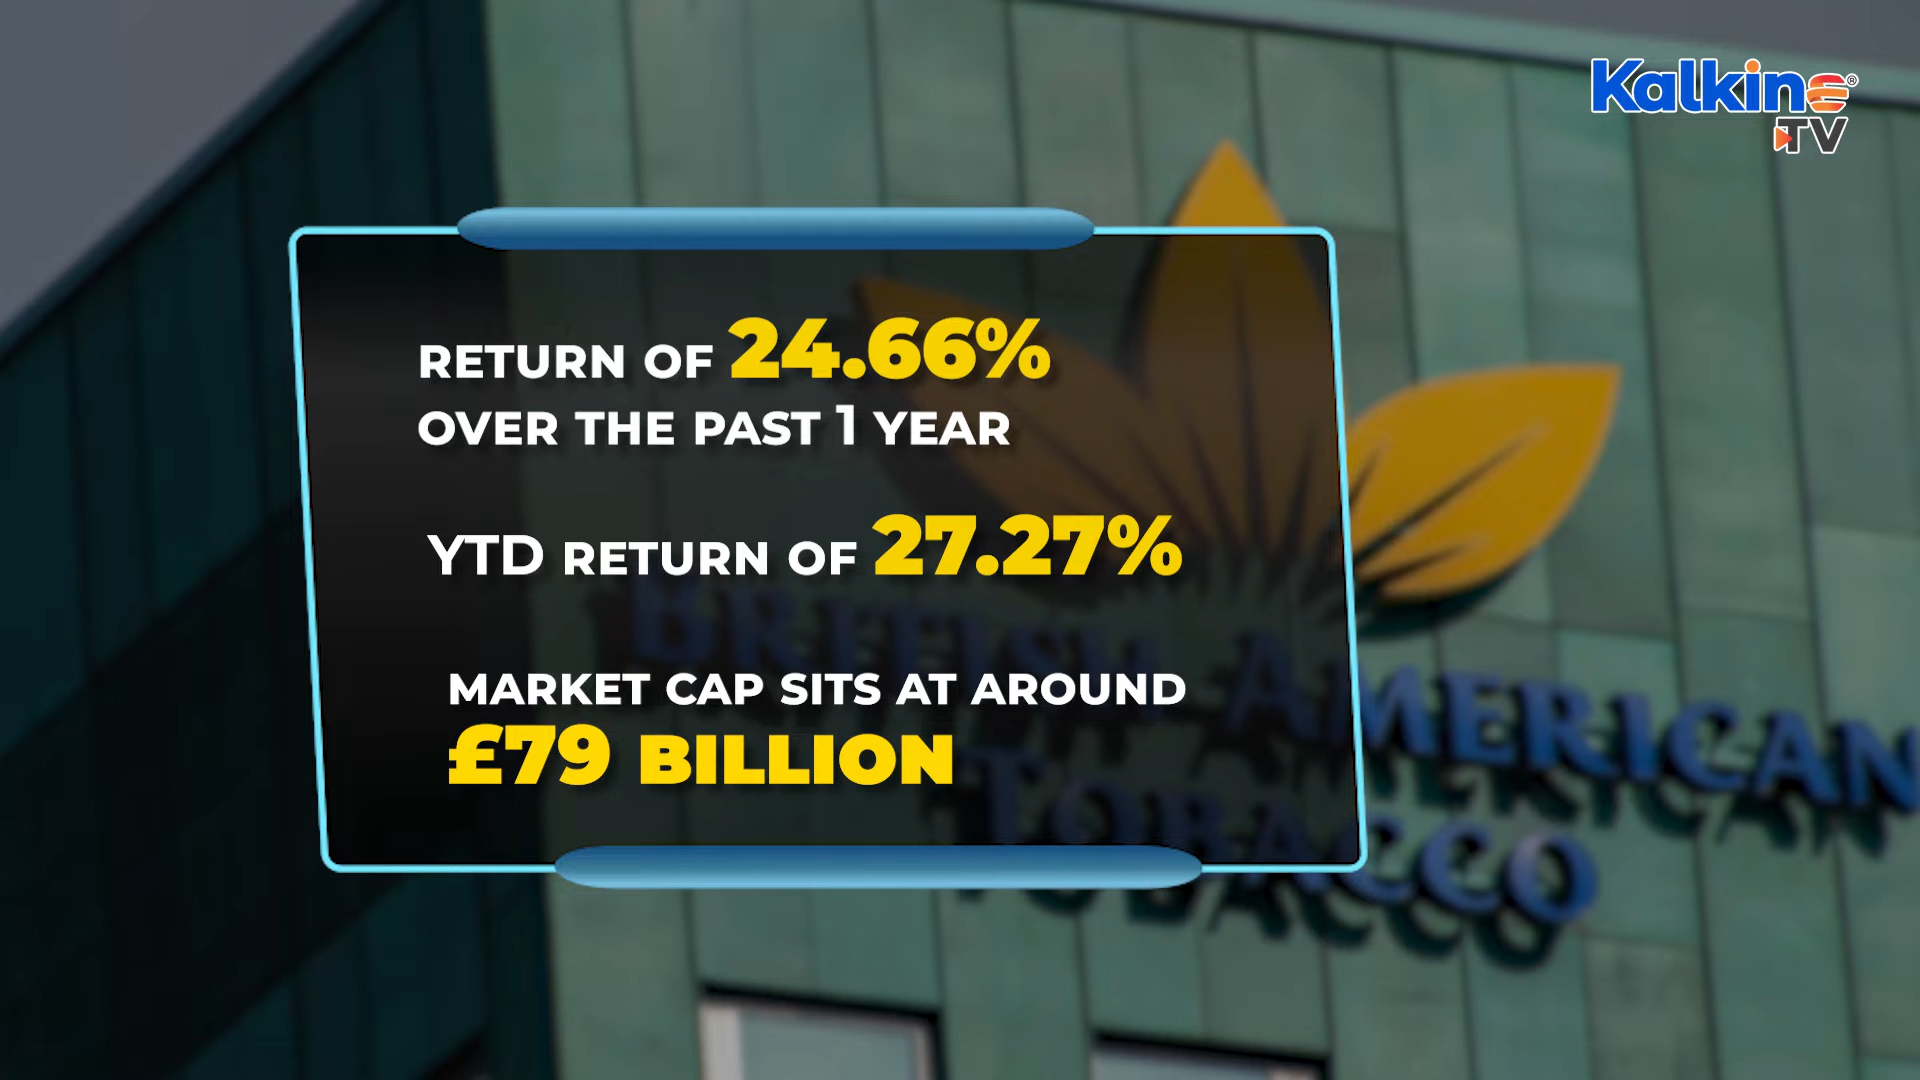 Kalkine®
TV
RETURN OF 24.66%
OVER THE PAST 1 YEAR
YTD RETURN OF 27.27%
MARKET CAP SITS AT AROUND
£79 BILLION
BRITISH AMERICAN
TOBACCO